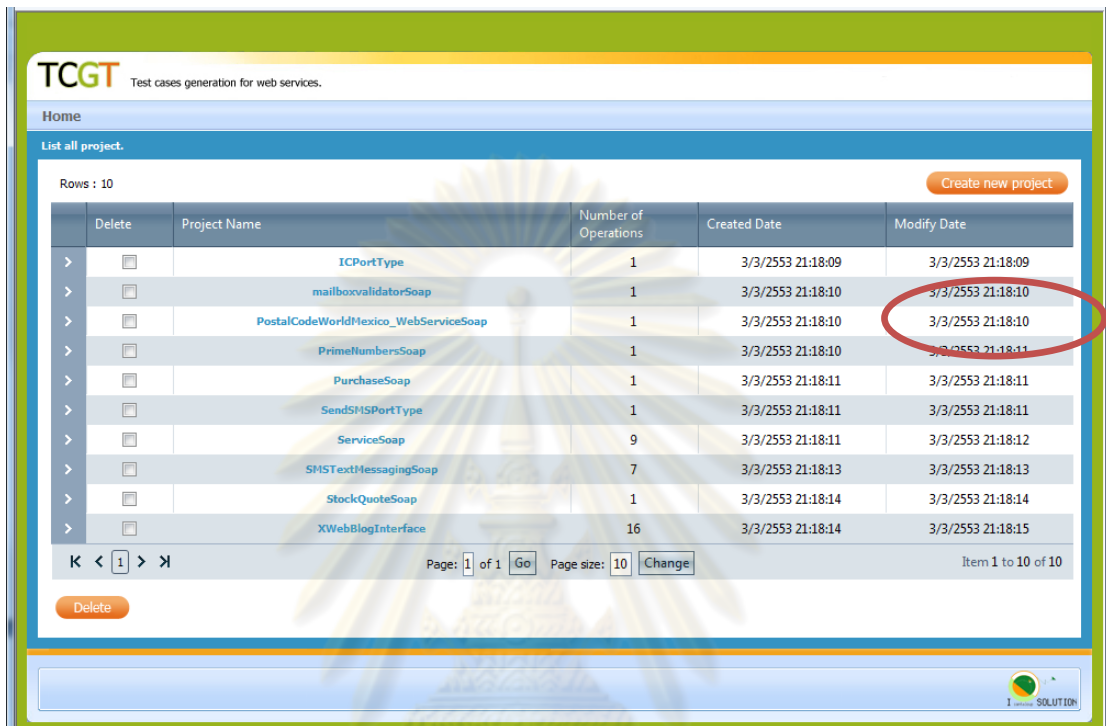 TCGT Test cases generation for web services.
Home
List all project.
Rows : 10 Create new project
Delete Project Name Number of Operations Created Date Modify Date
ICPortType 1 3/3/2553 21:18:09 3/3/2553 21:18:09
mailboxvalidatorSoap 1 3/3/2553 21:18:10 3/3/2553 21:18:10
PostalCodeWorldMexico_WebServiceSoap 1 3/3/2553 21:18:10 3/3/2553 21:18:10
PrimeNumbersSoap 1 3/3/2553 21:18:10 3/3/2553 21:18:11
PurchaseSoap 1 3/3/2553 21:18:11 3/3/2553 21:18:11
SendSMSPortType 1 3/3/2553 21:18:11 3/3/2553 21:18:11
ServiceSoap 9 3/3/2553 21:18:11 3/3/2553 21:18:12
SMSTextMessagingSoap 7 3/3/2553 21:18:13 3/3/2553 21:18:13
StockQuoteSoap 1 3/3/2553 21:18:14 3/3/2553 21:18:14
XWebBlogInterface 16 3/3/2553 21:18:14 3/3/2553 21:18:15
1 Page: 1 of 1 Go Page size: 10 Change Item 1 to 10 of 10
Delete
I SOLUTION